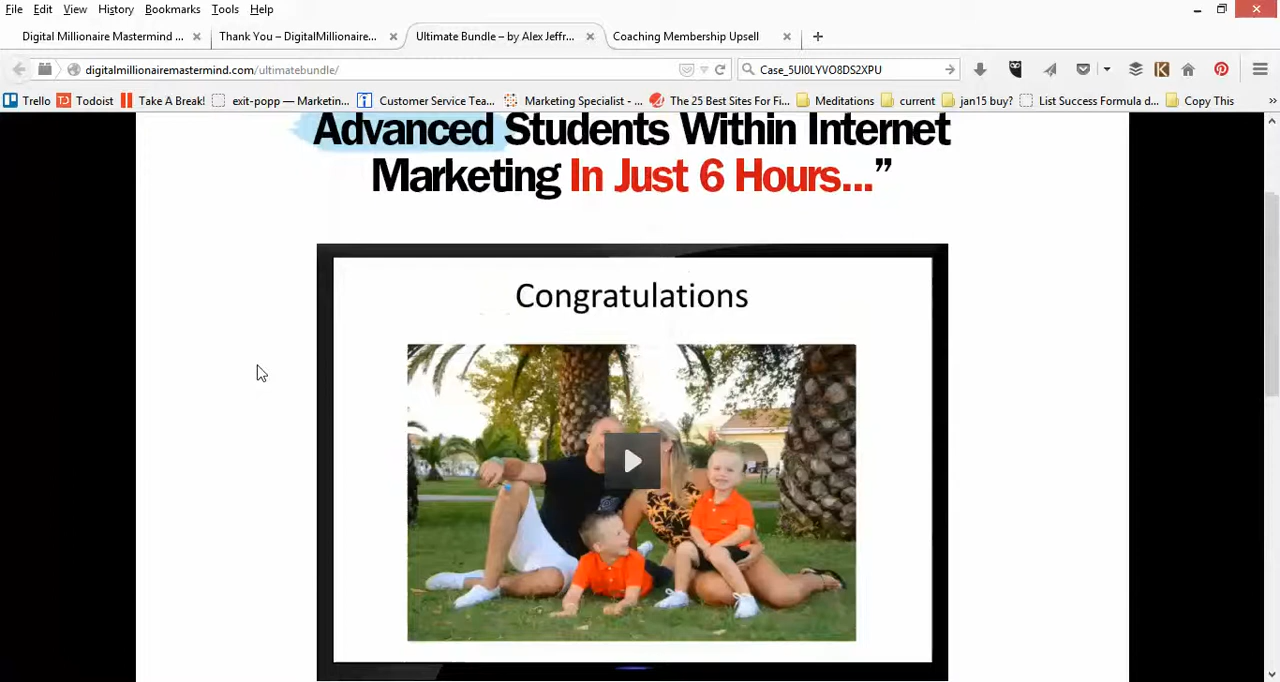 File Edit View History Bookmarks Tools Help
Digital Millionaire Mastermind ... Thank You – DigitalMillionaire... Ultimate Bundle – by Alex Jeffr... Coaching Membership Upsell
digitalmillionairemastermind.com/ultimatebundle/ Case_5UI0LYVO8DS2XPU
Trello Todoist Take A Break! exit-popp — Marketin... Customer Service Tea... Marketing Specialist - ... The 25 Best Sites For Fi... Meditations current jan15 buy? List Success Formula d... Copy This
Advanced Students Within Internet
Marketing In Just 6 Hours...”
Congratulations